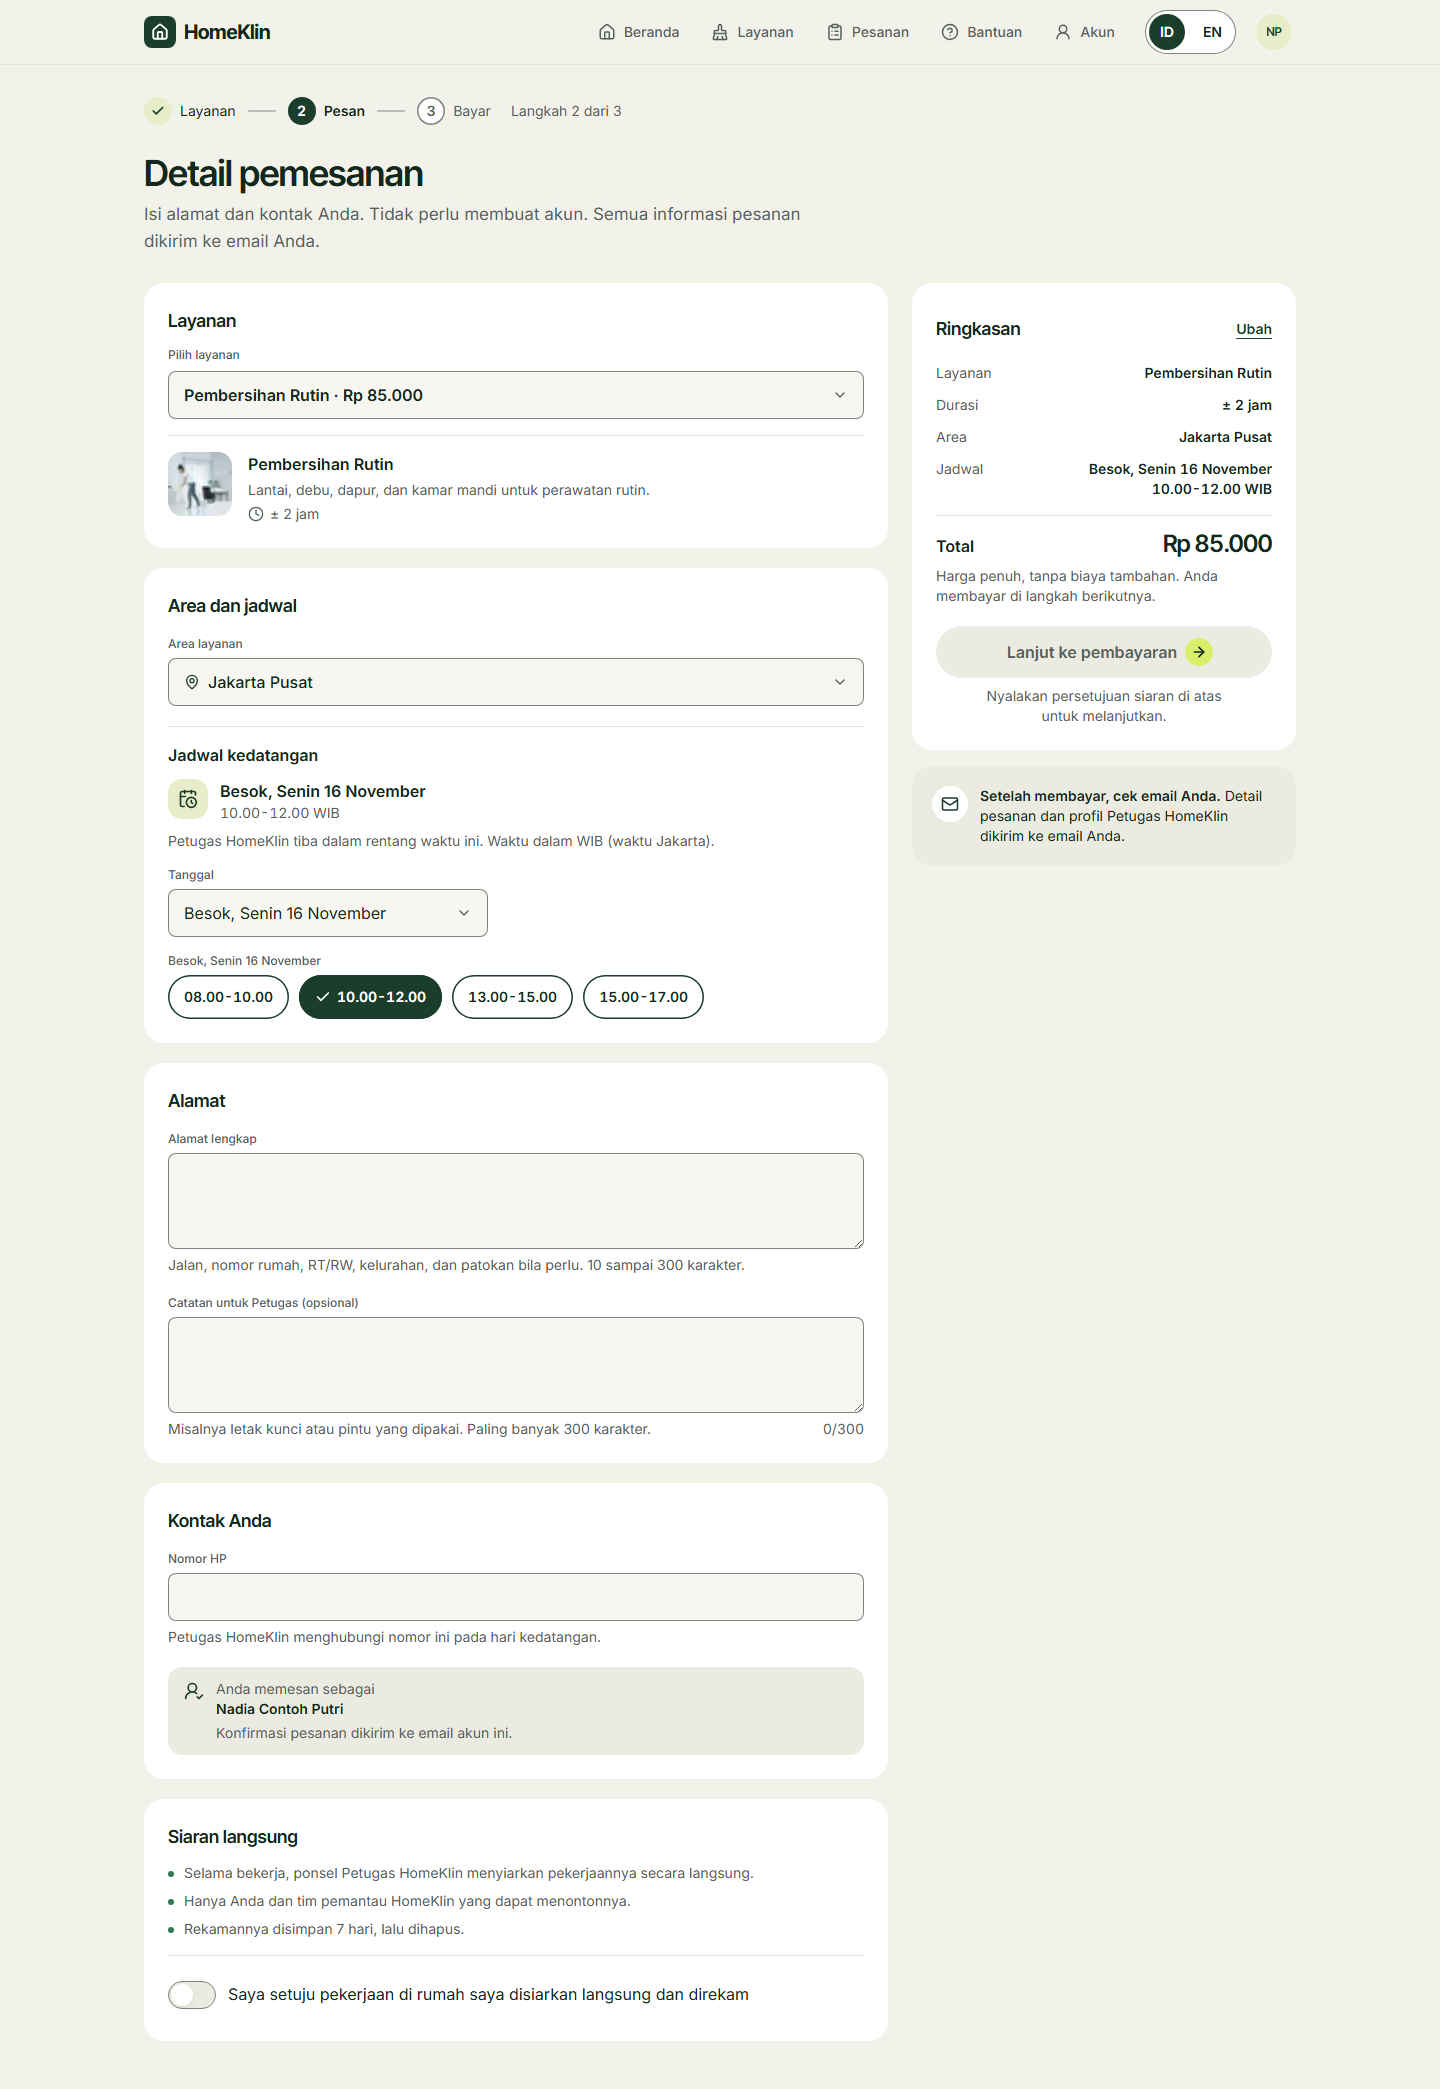 HomeKlin
Beranda
Layanan
Pesanan
Bantuan
Akun
ID
EN
NP
Layanan
2
Pesan
3
Bayar
Langkah 2 dari 3
Detail pemesanan
Isi alamat dan kontak Anda. Tidak perlu membuat akun. Semua informasi pesanan
dikirim ke email Anda.
Layanan
Pilih layanan
Pembersihan Rutin · Rp 85.000
Pembersihan Rutin
Lantai, debu, dapur, dan kamar mandi untuk perawatan rutin.
± 2 jam
Area dan jadwal
Area layanan
Jakarta Pusat
Jadwal kedatangan
Besok, Senin 16 November
10.00-12.00 WIB
Petugas HomeKlin tiba dalam rentang waktu ini. Waktu dalam WIB (waktu Jakarta).
Tanggal
Besok, Senin 16 November
Besok, Senin 16 November
08.00-10.00
10.00-12.00
13.00-15.00
15.00-17.00
Alamat
Alamat lengkap
Jalan, nomor rumah, RT/RW, kelurahan, dan patokan bila perlu. 10 sampai 300 karakter.
Catatan untuk Petugas (opsional)
Misalnya letak kunci atau pintu yang dipakai. Paling banyak 300 karakter.
0/300
Kontak Anda
Nomor HP
Petugas HomeKlin menghubungi nomor ini pada hari kedatangan.
Anda memesan sebagai
Nadia Contoh Putri
Konfirmasi pesanan dikirim ke email akun ini.
Siaran langsung
Selama bekerja, ponsel Petugas HomeKlin menyiarkan pekerjaannya secara langsung.
Hanya Anda dan tim pemantau HomeKlin yang dapat menontonnya.
Rekamannya disimpan 7 hari, lalu dihapus.
Saya setuju pekerjaan di rumah saya disiarkan langsung dan direkam
Ringkasan
Ubah
Layanan
Pembersihan Rutin
Durasi
± 2 jam
Area
Jakarta Pusat
Jadwal
Besok, Senin 16 November
10.00-12.00 WIB
Total
Rp 85.000
Harga penuh, tanpa biaya tambahan. Anda
membayar di langkah berikutnya.
Lanjut ke pembayaran
Nyalakan persetujuan siaran di atas
untuk melanjutkan.
Setelah membayar, cek email Anda. Detail
pesanan dan profil Petugas HomeKlin
dikirim ke email Anda.